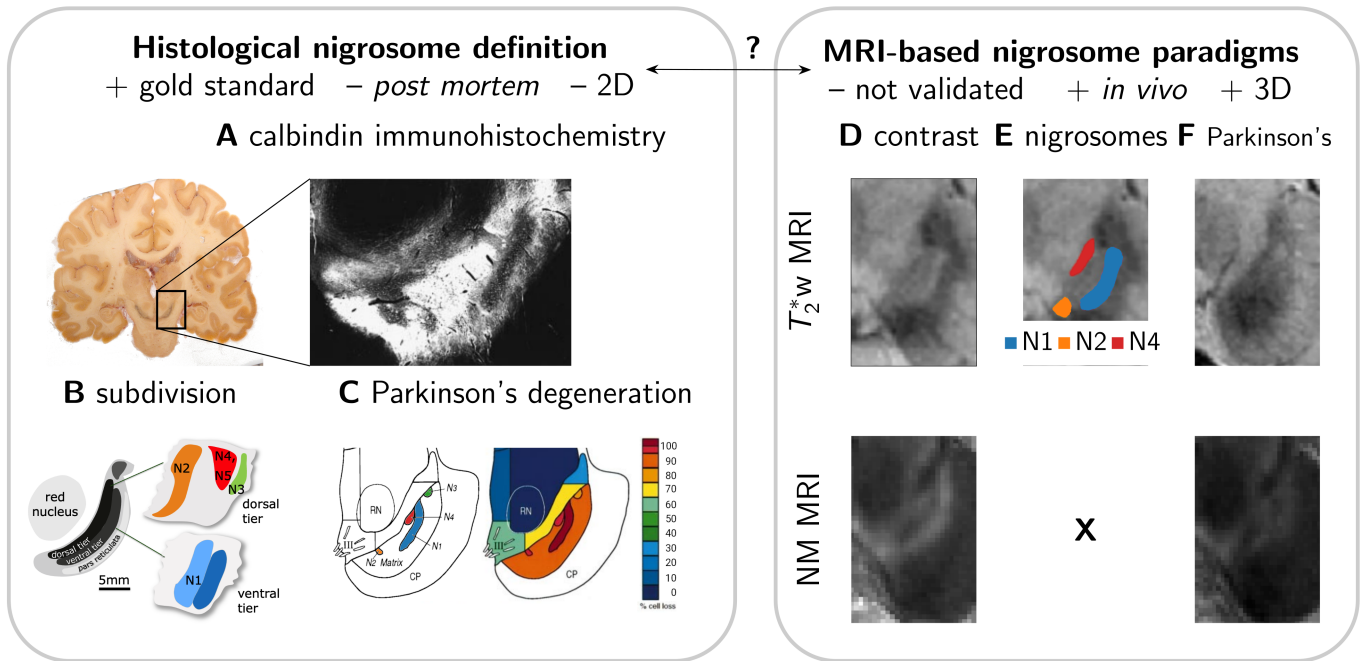 Histological nigrosome definition
+ gold standard – post mortem – 2D
?
MRI-based nigrosome paradigms
– not validated + in vivo + 3D
A calbindin immunohistochemistry
D contrast E nigrosomes F Parkinson's
T2*w MRI
N1 N2 N4
B subdivision
C Parkinson's degeneration
red
nucleus
dorsal tier
ventral tier
pars reticulata
5mm
N2
N4
N5
N3
dorsal
tier
N1
ventral
tier
RN
III
N3
N4
N1
N2 Matrix
CP
RN
III
CP
100
90
80
70
60
50
40
30
20
10
0
% cell loss
NM MRI
X